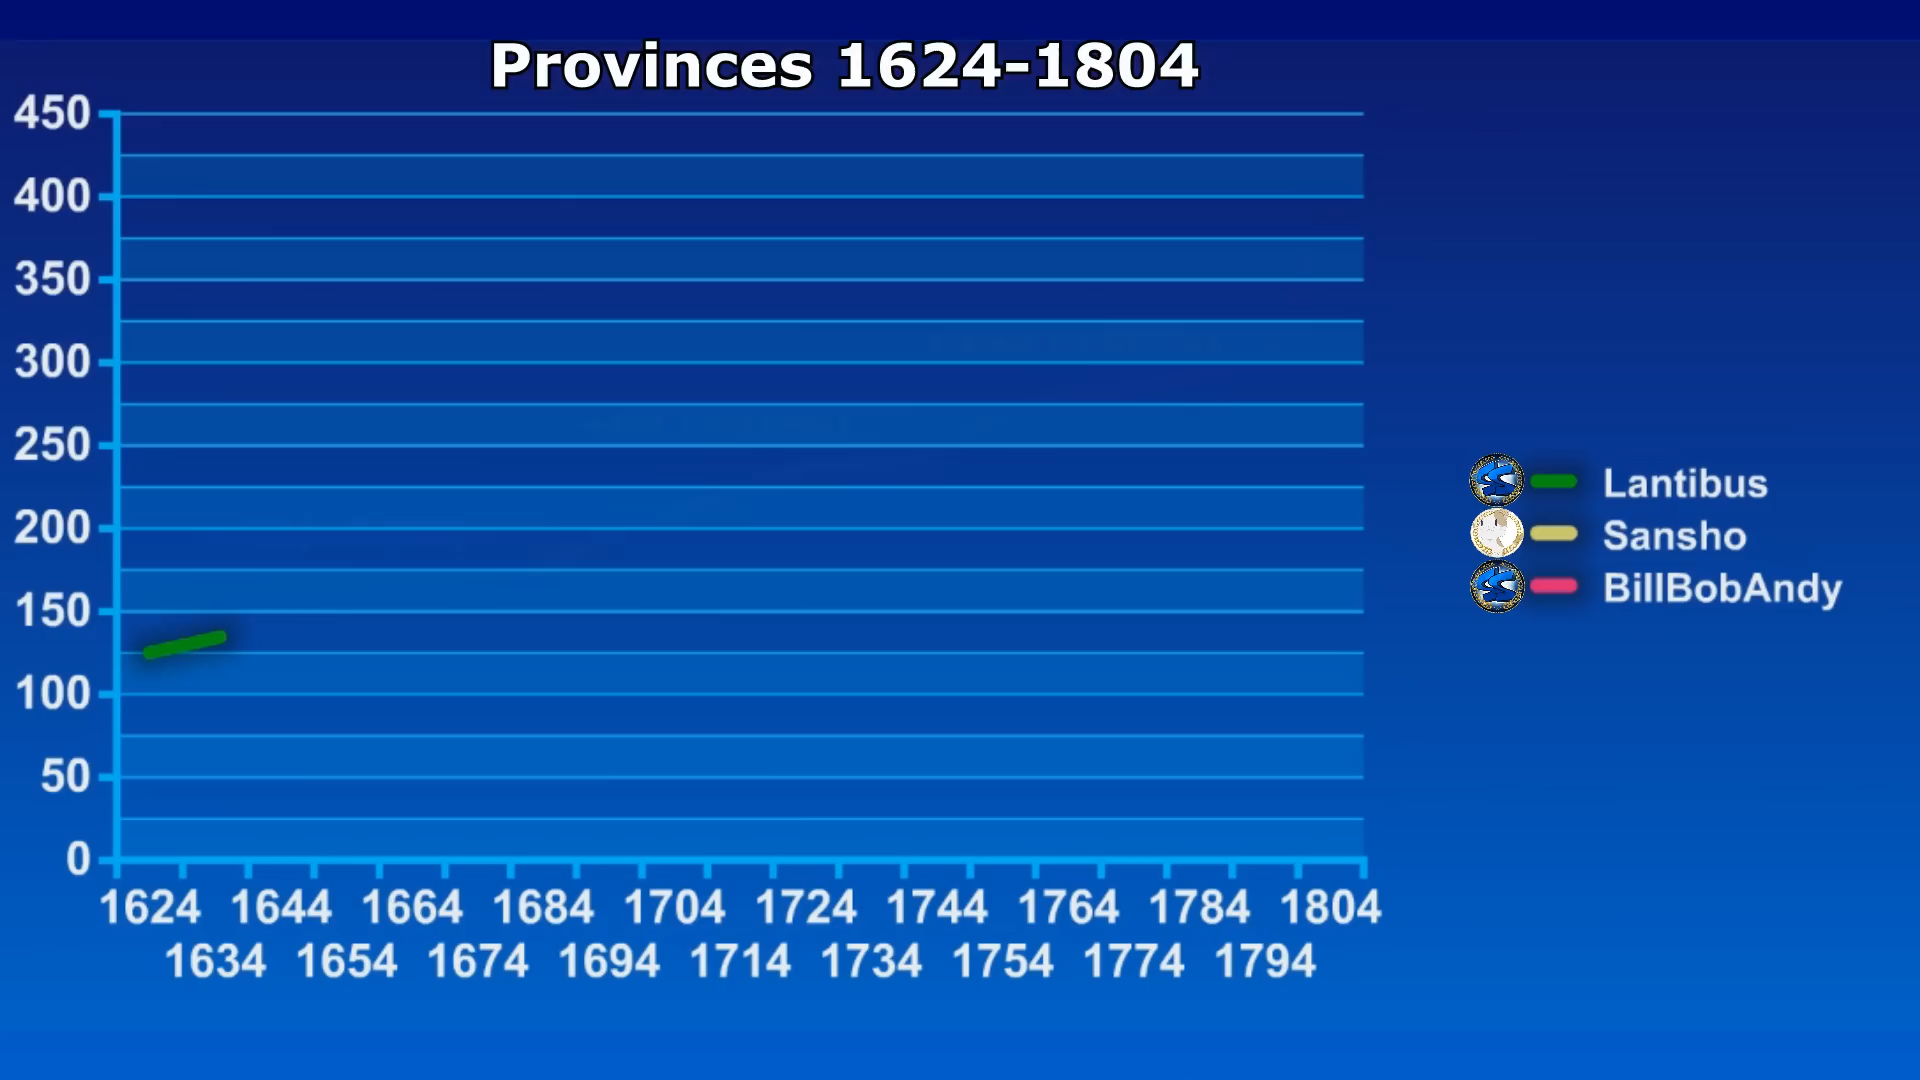 Provinces 1624-1804
450
400
350
300
250
200
150
100
50
0
1624 1644 1664 1684 1704 1724 1744 1764 1784 1804
1634 1654 1674 1694 1714 1734 1754 1774 1794
Lantibus
Sansho
BillBobAndy